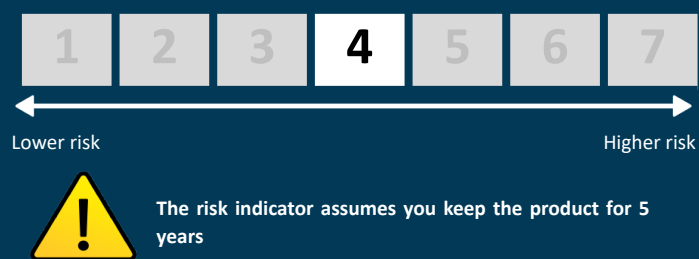 1 2 3 4 5 6 7
Lower risk Higher risk
The risk indicator assumes you keep the product for 5
years